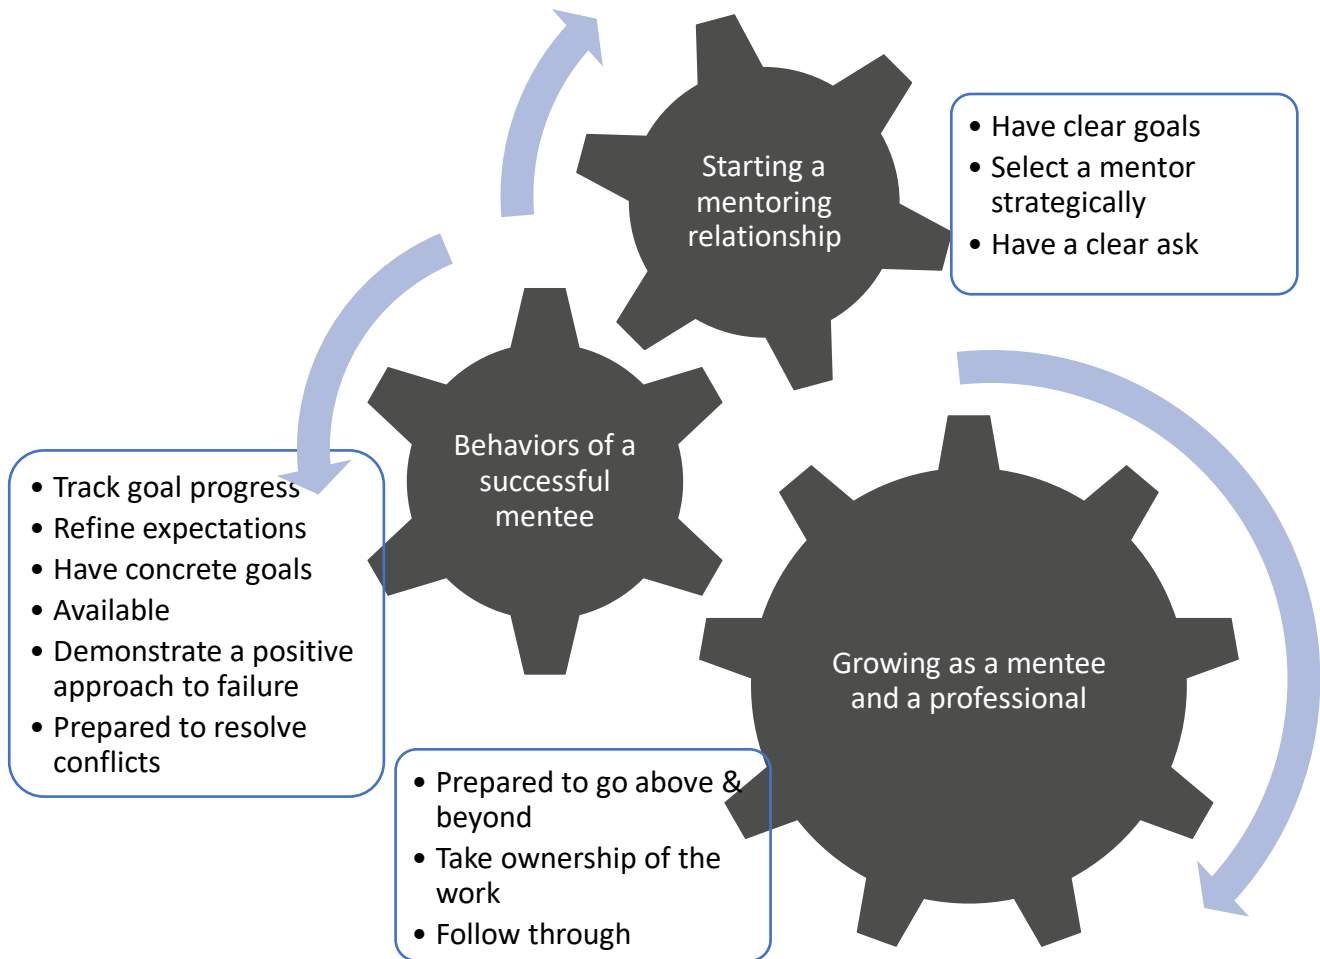 Starting a
mentoring
relationship
• Have clear goals
• Select a mentor
strategically
• Have a clear ask
Behaviors of a
successful
mentee
• Track goal progress
• Refine expectations
• Have concrete goals
• Available
• Demonstrate a positive
approach to failure
• Prepared to resolve
conflicts
Growing as a mentee
and a professional
• Prepared to go above &
beyond
• Take ownership of the
work
• Follow through